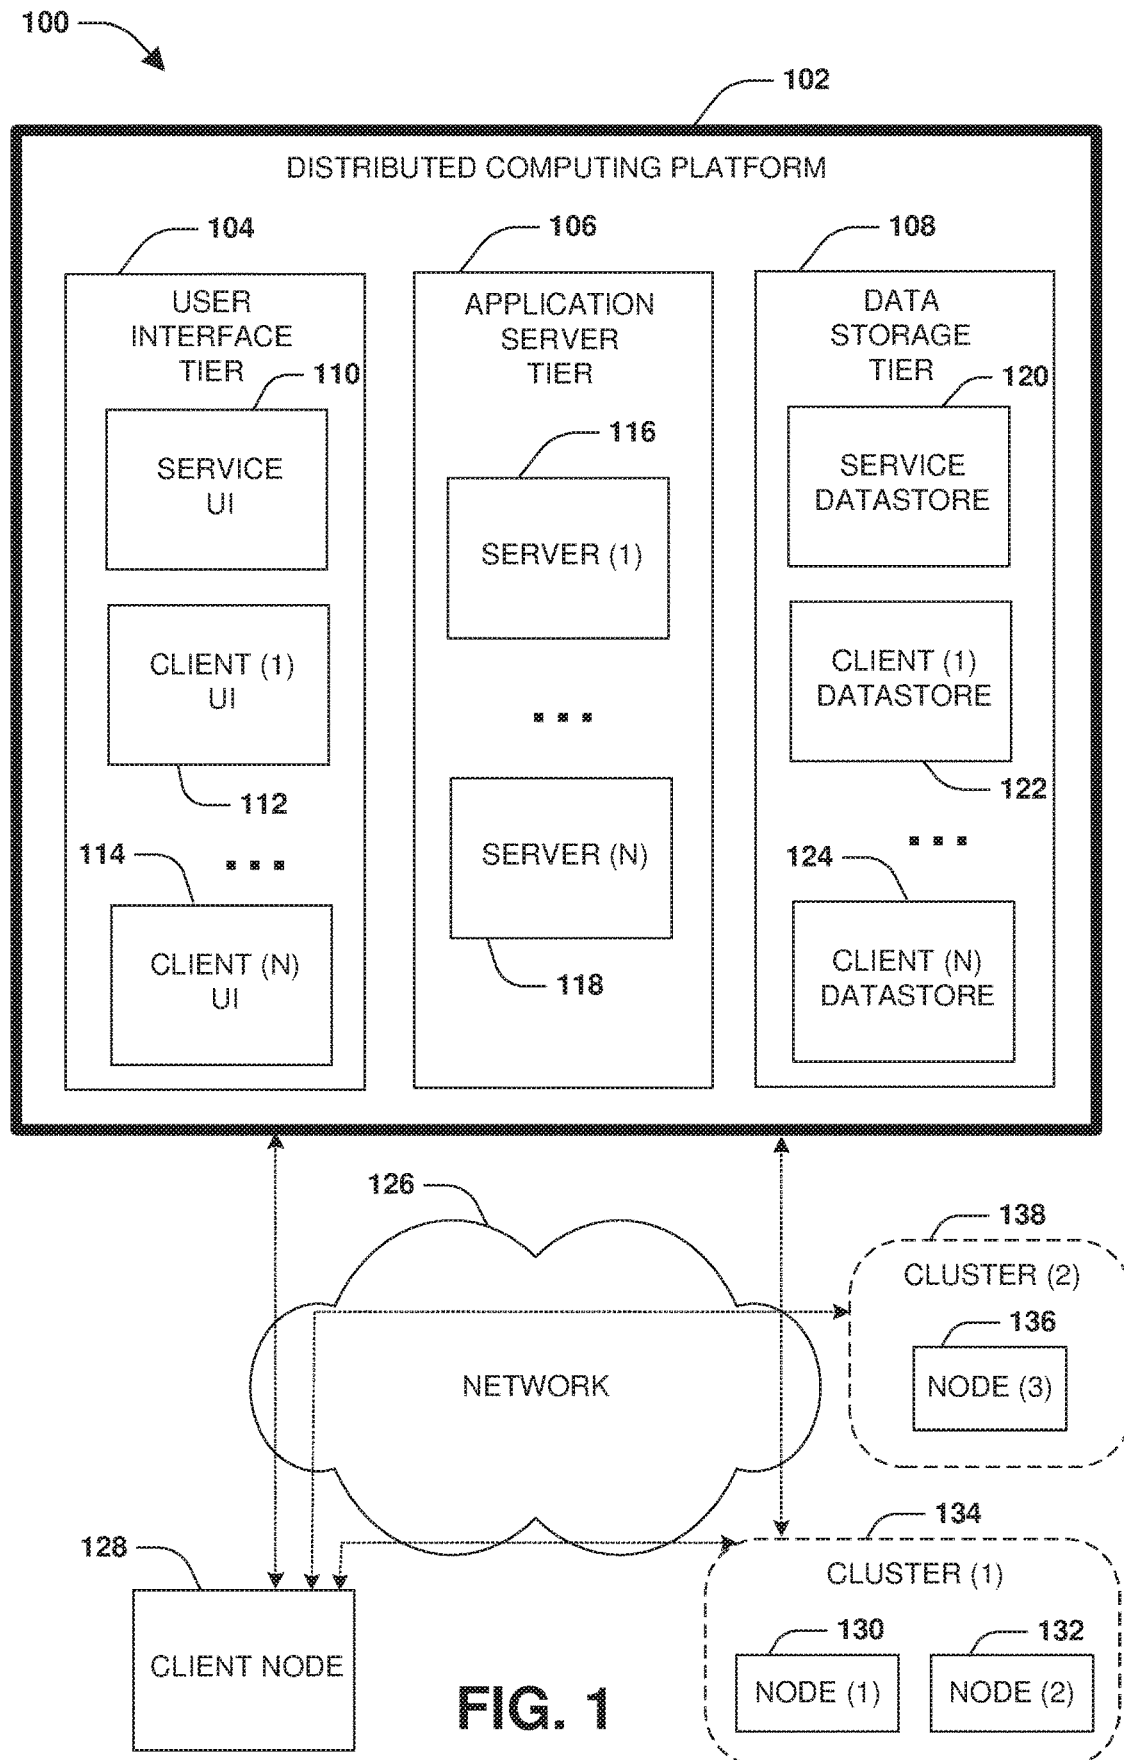 100
102
DISTRIBUTED COMPUTING PLATFORM
104
USER
INTERFACE
TIER
110
SERVICE
UI
CLIENT (1)
UI
112
114
...
CLIENT (N)
UI
106
APPLICATION
SERVER
TIER
116
SERVER (1)
...
SERVER (N)
118
108
DATA
STORAGE
TIER
120
SERVICE
DATASTORE
CLIENT (1)
DATASTORE
122
...
124
CLIENT (N)
DATASTORE
126
NETWORK
138
CLUSTER (2)
136
NODE (3)
128
CLIENT NODE
134
CLUSTER (1)
130
NODE (1)
132
NODE (2)
FIG. 1